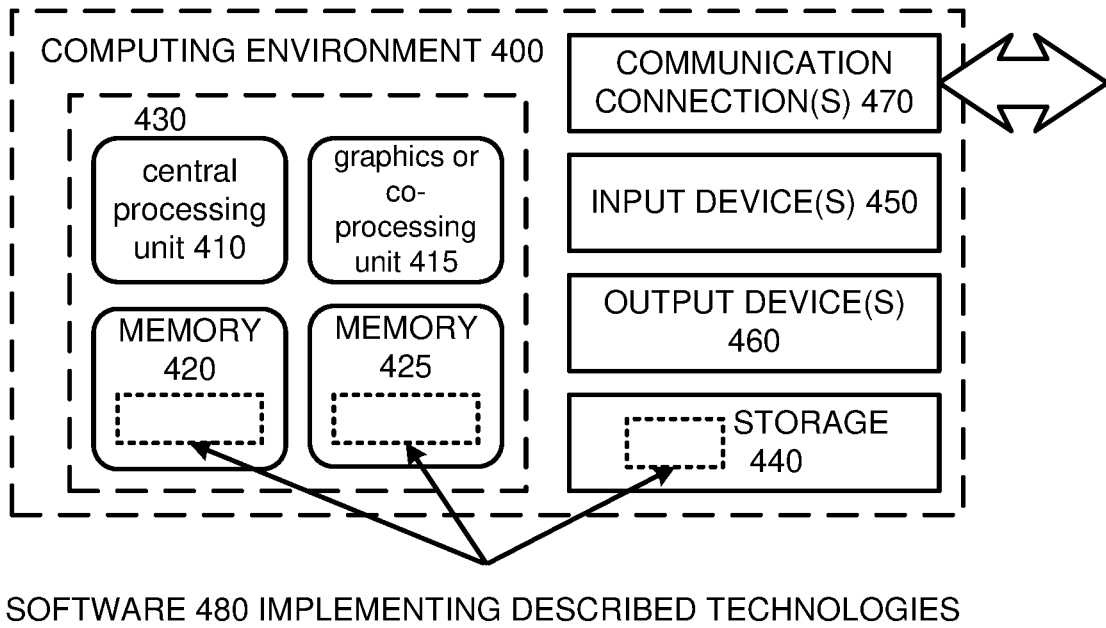 COMPUTING ENVIRONMENT 400
430
central
processing
unit 410
graphics or
co-
processing
unit 415
MEMORY
420
MEMORY
425
COMMUNICATION
CONNECTION(S) 470
INPUT DEVICE(S) 450
OUTPUT DEVICE(S)
460
STORAGE
440
SOFTWARE 480 IMPLEMENTING DESCRIBED TECHNOLOGIES